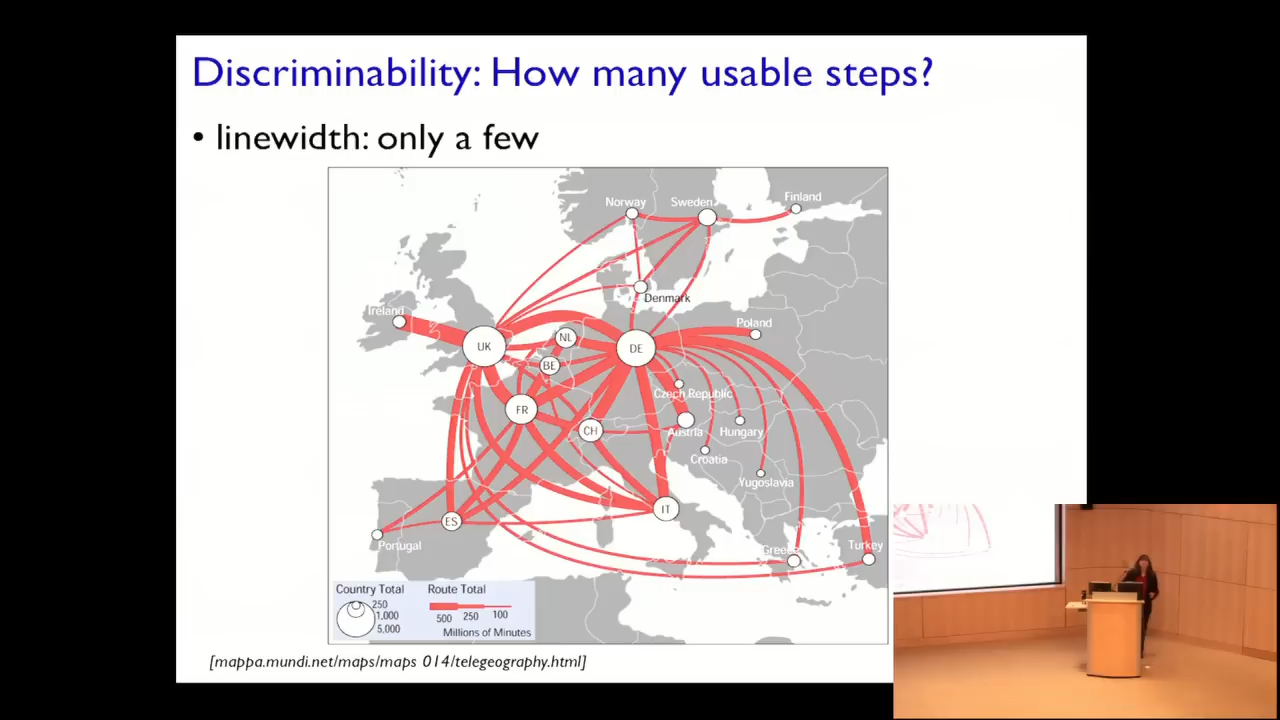 Discriminability: How many usable steps?
• linewidth: only a few
Norway
Sweden
Finland
Denmark
Ireland
UK
NL
DE
Poland
BE
Czech Republic
FR
CH
Austria
Hungary
Croatia
Yugoslavia
ES
IT
Portugal
Greece
Turkey
Country Total
250
1,000
5,000
Route Total
500 250 100
Millions of Minutes
[mappa.mundi.net/maps/maps 014/telegeography.html]